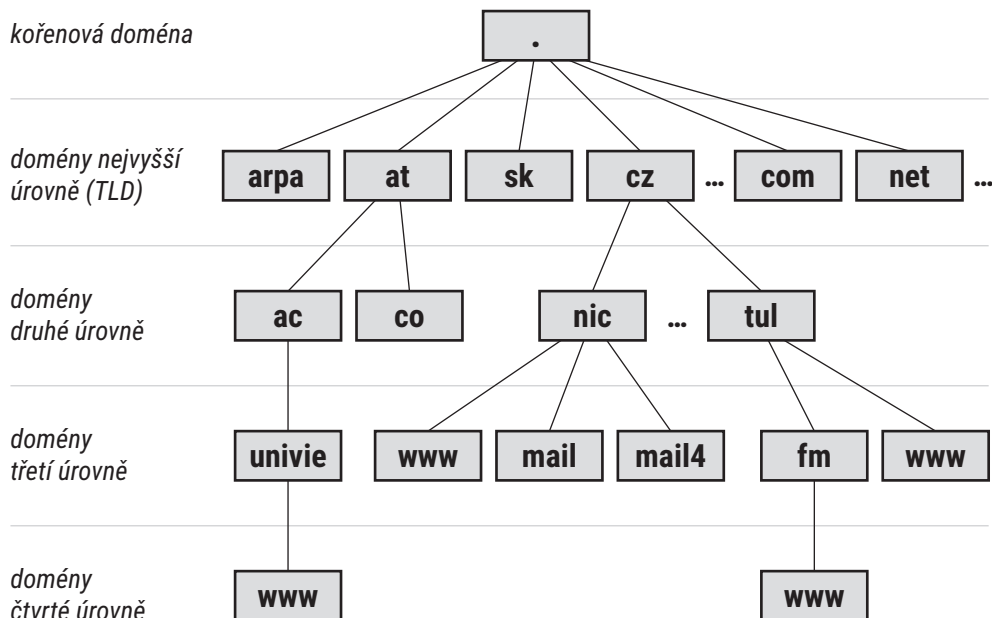 kořenová doména
.
domény nejvyšší
úrovně (TLD)
arpa at sk cz ... com net ...
domény
druhé úrovně
ac co nic ... tul
domény
třetí úrovně
univie www mail mail4 fm www
domény
čtvrté úrovně
www www